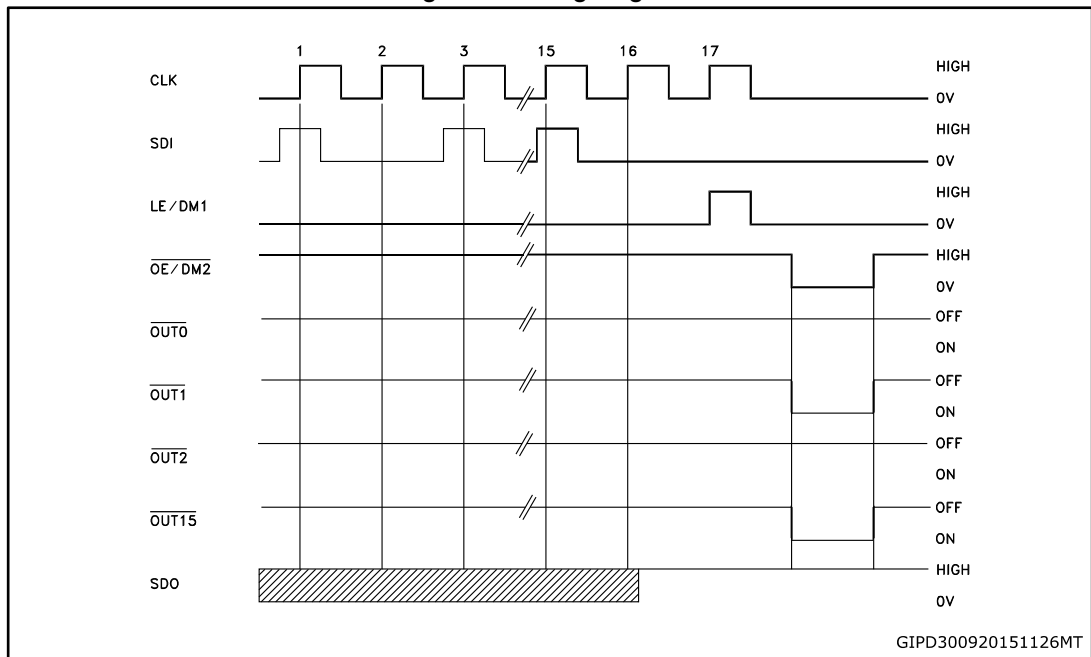 1 2 3 15 16 17
CLK
HIGH
0V
SDI
HIGH
0V
LE/DM1
HIGH
0V
OE/DM2
HIGH
0V
OUT0
OFF
ON
OUT1
OFF
ON
OUT2
OFF
ON
OUT15
OFF
ON
SDO
HIGH
0V
GIPD300920151126MT